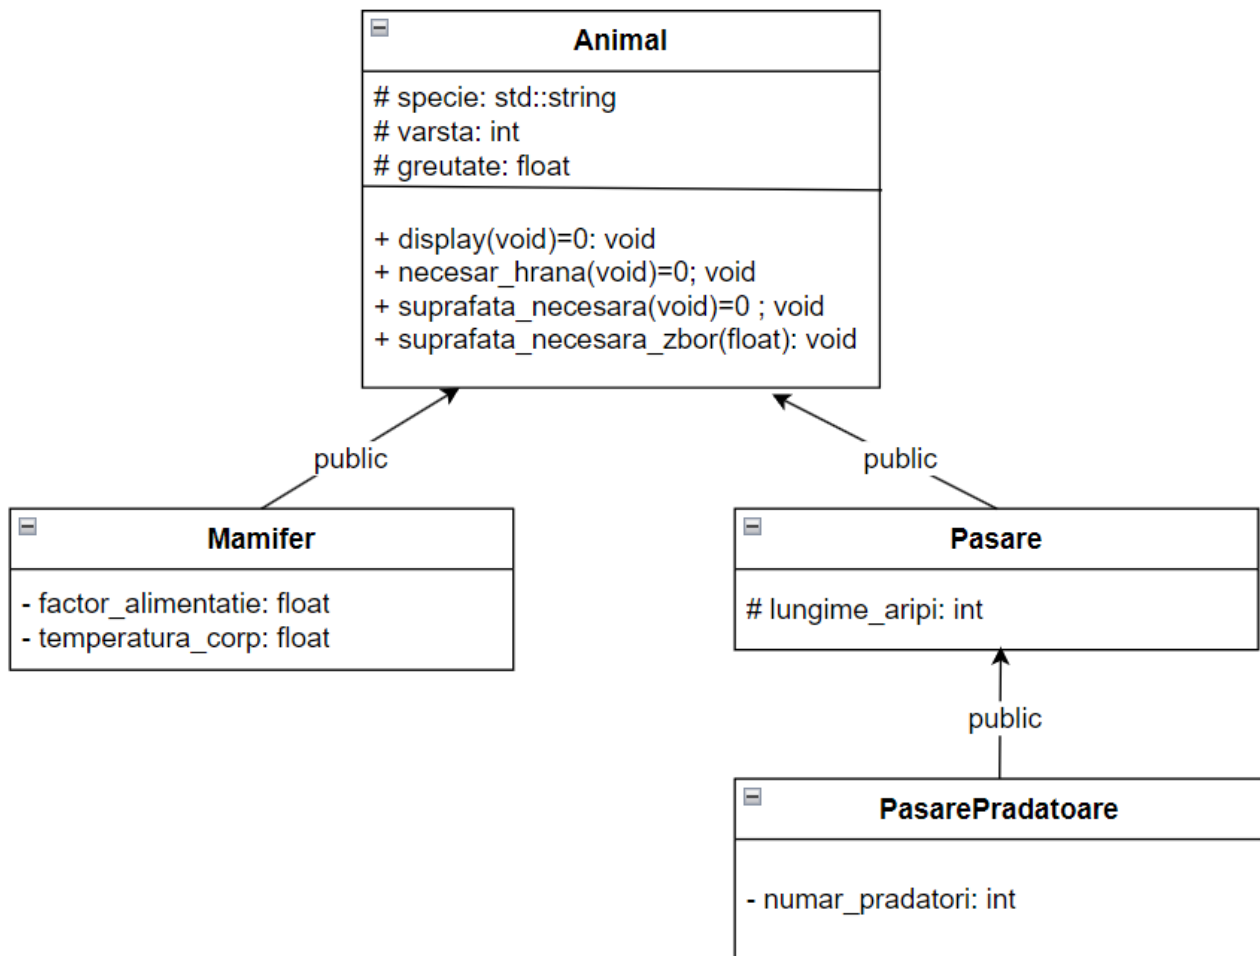 Animal
# specie: std::string
# varsta: int
# greutate: float
+ display(void)=0: void
+ necesar_hrana(void)=0; void
+ suprafata_necesara(void)=0 ; void
+ suprafata_necesara_zbor(float): void
public
public
Mamifer
- factor_alimentatie: float
- temperatura_corp: float
Pasare
# lungime_aripi: int
public
PasarePradatoare
- numar_pradatori: int